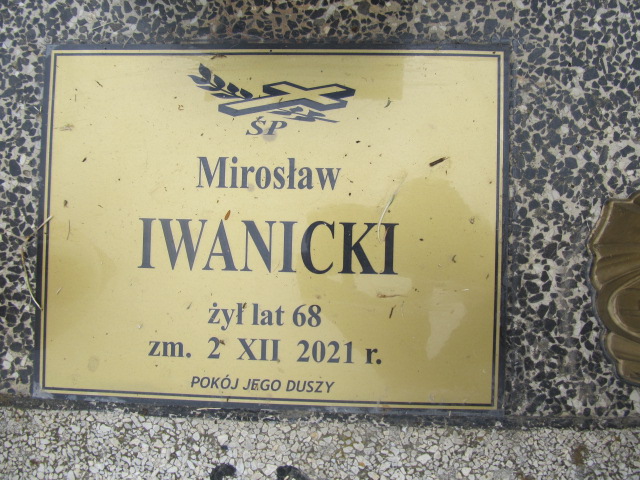 ŚP
Mirosław
IWANICKI
żył lat 68
zm. 2 XII 2021 r.
POKÓJ JEGO DUSZY